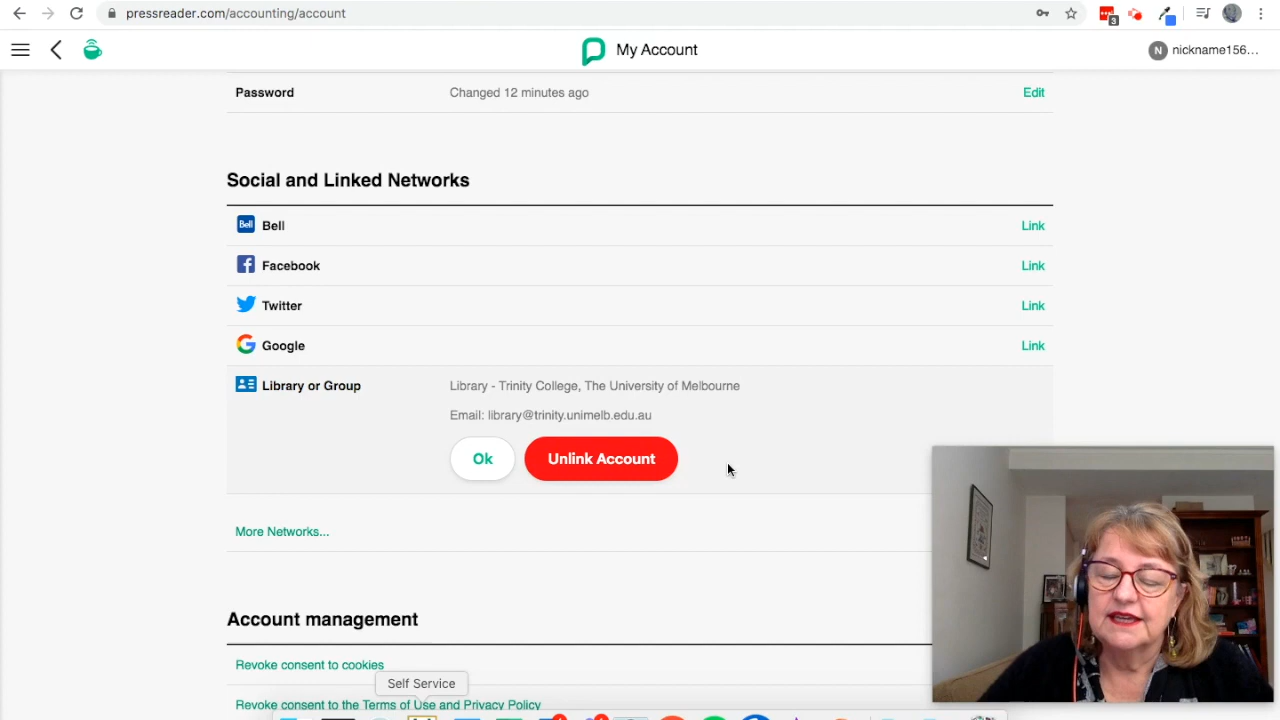 pressreader.com/accounting/account
3
My Account
N nickname156...
Password Changed 12 minutes ago Edit
Social and Linked Networks
Bell Bell Link
Facebook Link
Twitter Link
Google Link
Library or Group Library - Trinity College, The University of Melbourne
Email: library@trinity.unimelb.edu.au
Ok Unlink Account
More Networks...
Account management
Revoke consent to cookies
Self Service
Revoke consent to the Terms of Use and Privacy Policy